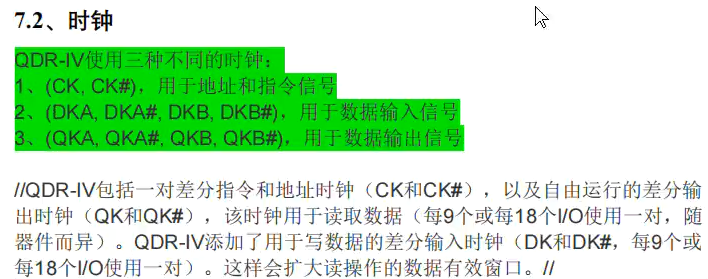 7.2、时钟
QDR-IV使用三种不同的时钟：
1、(CK, CK#)，用于地址和指令信号
2、(DKA, DKA#, DKB, DKB#)，用于数据输入信号
3、(QKA, QKA#, QKB, QKB#)，用于数据输出信号
//QDR-IV包括一对差分指令和地址时钟（CK和CK#），以及自由运行的差分输
出时钟（QK和QK#），该时钟用于读取数据（每9个或每18个I/O使用一对，随
器件而异）。QDR-IV添加了用于写数据的差分输入时钟（DK和DK#，每9个或
每18个I/O使用一对）。这样会扩大读操作的数据有效窗口。//